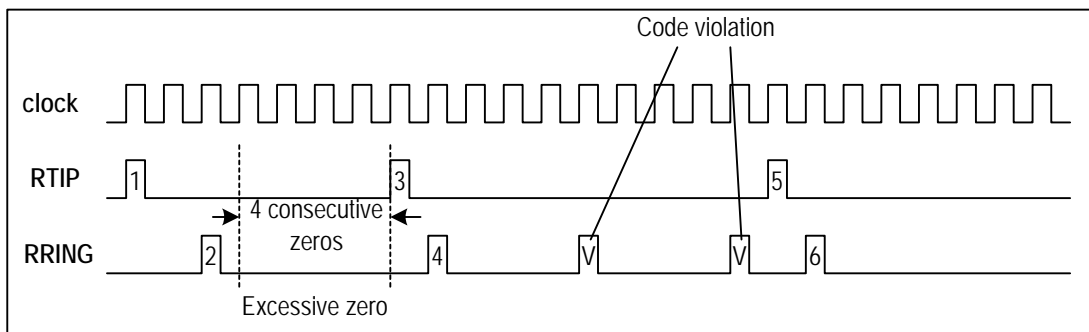 Code violation
clock
RTIP
1
3
5
4 consecutive
zeros
RRING
2
4
V
V
6
Excessive zero